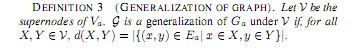 DEFINITION 3 (GENERALIZATION OF GRAPH). Let 𝒱 be the
supernodes of Vₐ. 𝒢 is a generalization of Gₐ under 𝒱 if, for all
X, Y ∈ 𝒱, d(X, Y) = |{(x, y) ∈ Eₐ| x ∈ X, y ∈ Y}|.